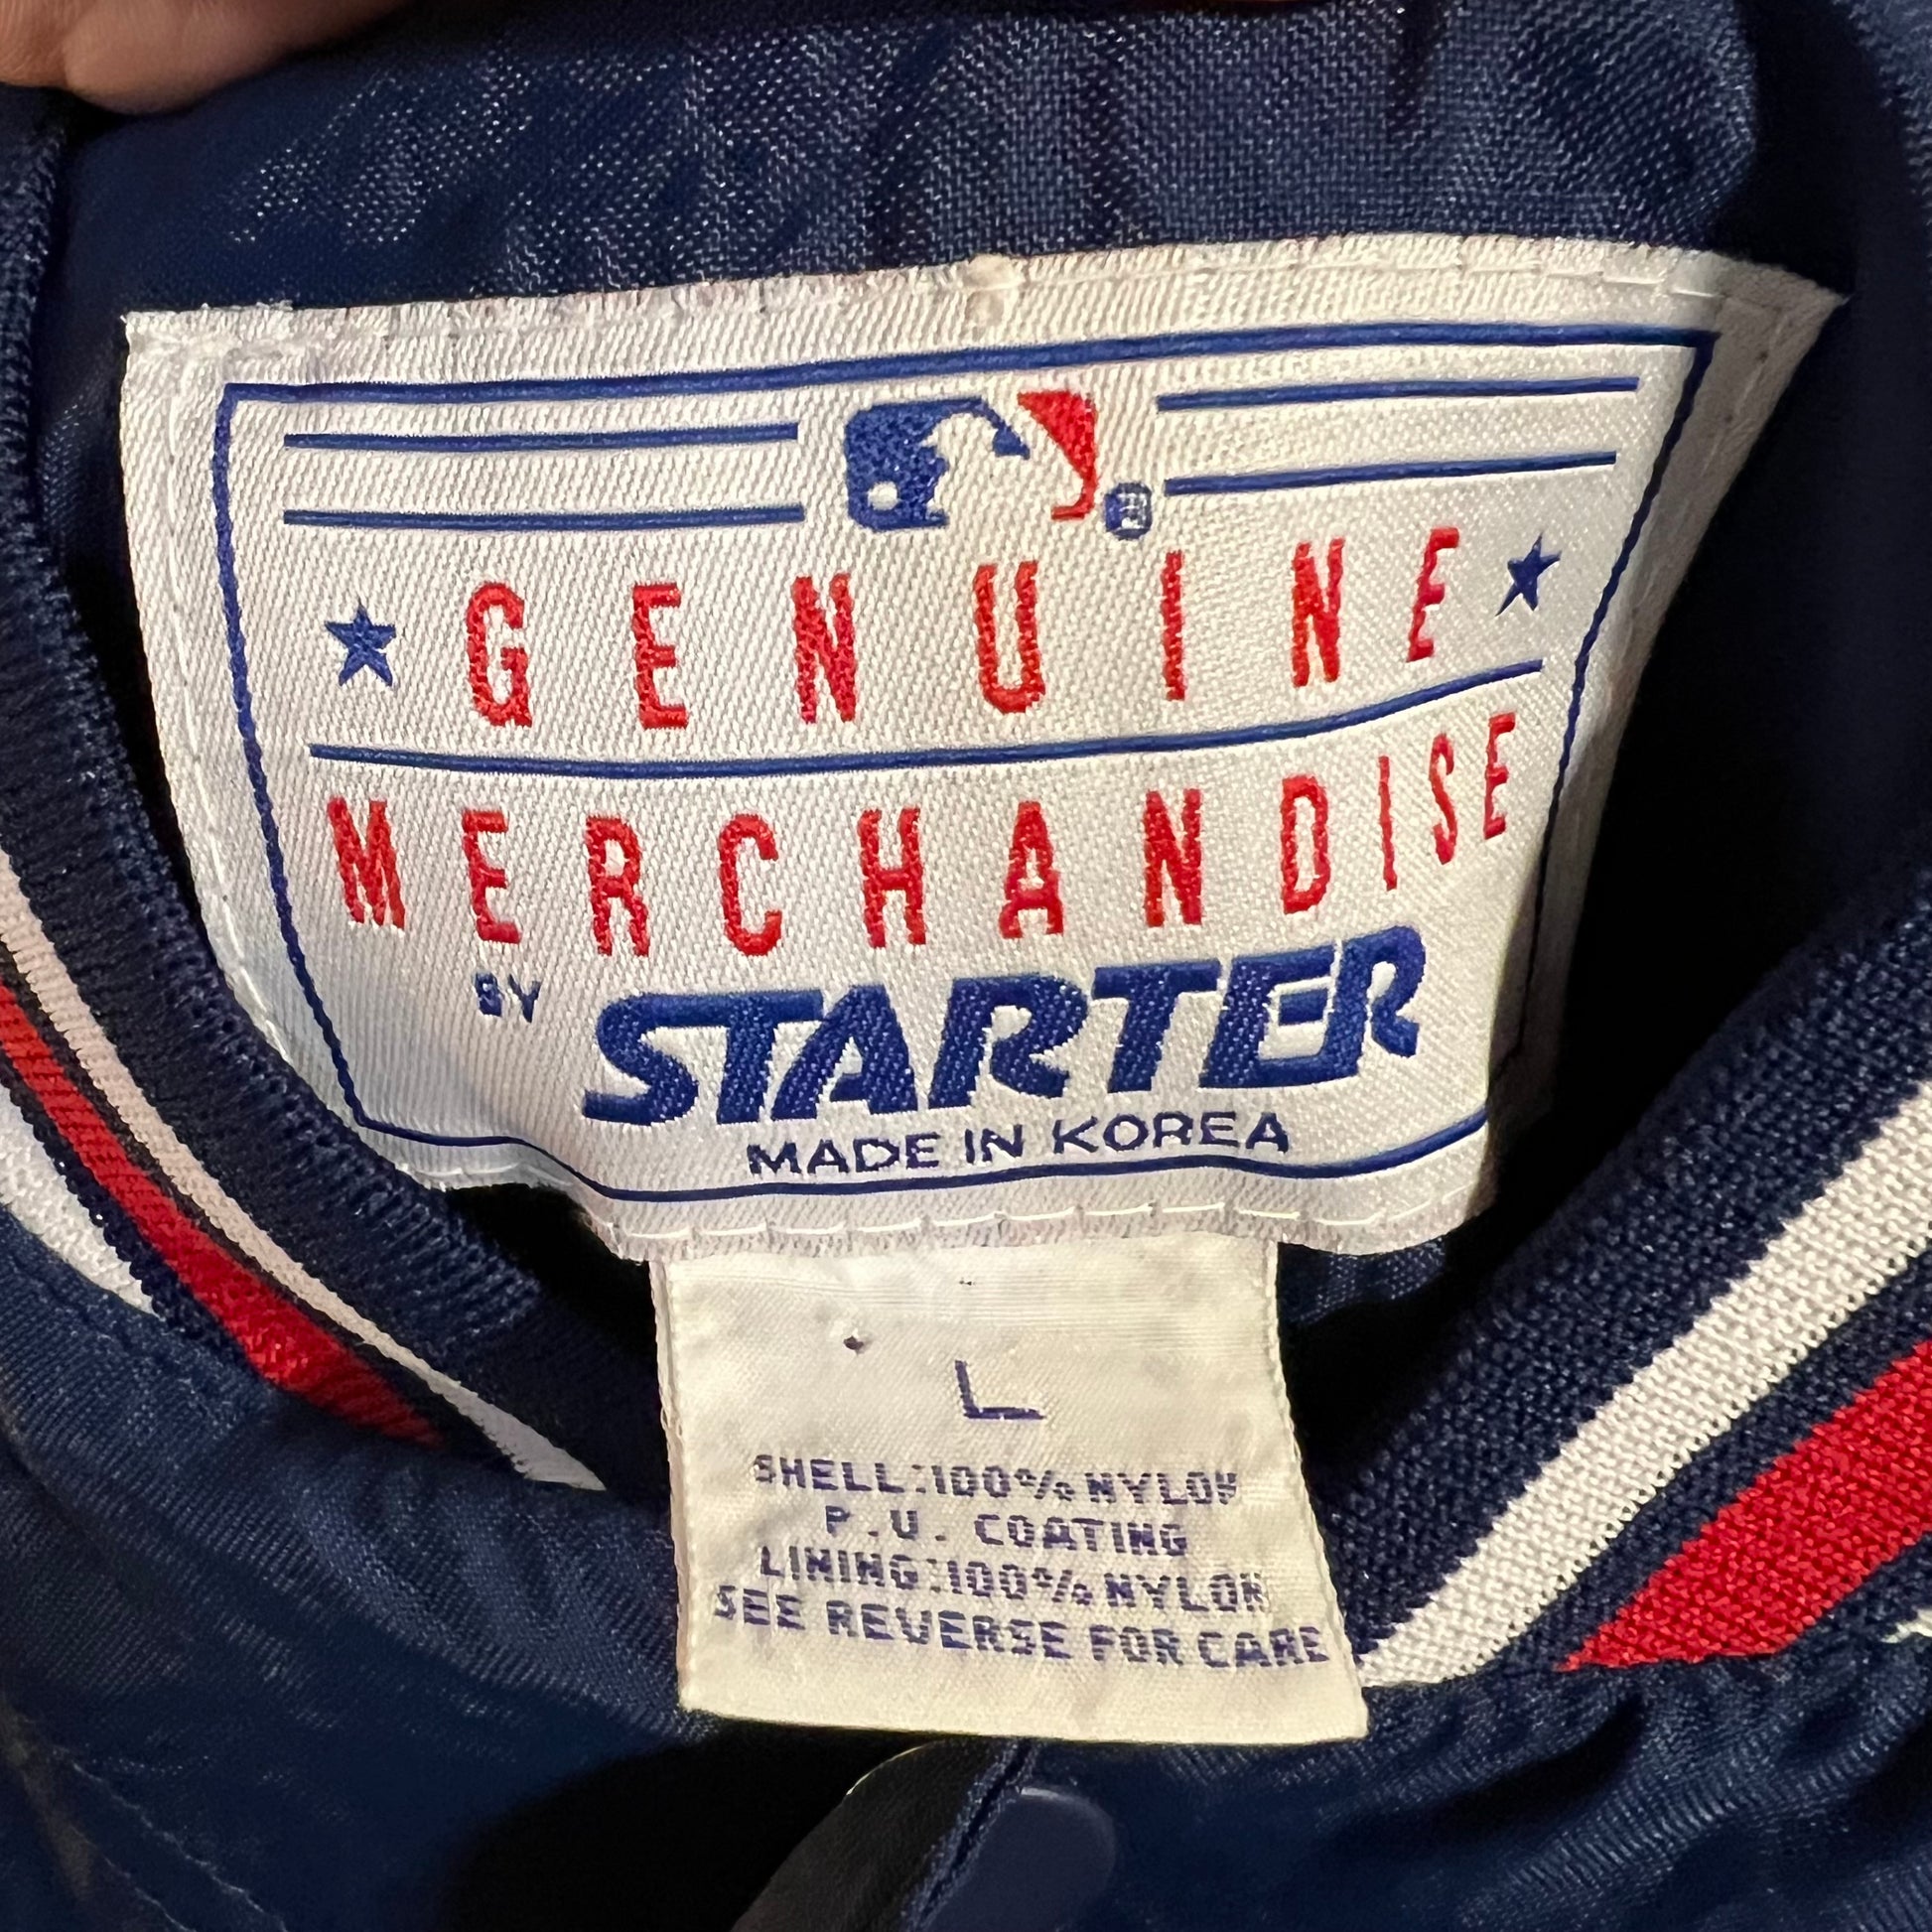 ®
GENUINE
MERCHANDISE
BY STARTER
MADE IN KOREA
L
SHELL:100% NYLON
P.U. COATING
LINING:100% NYLON
SEE REVERSE FOR CARE